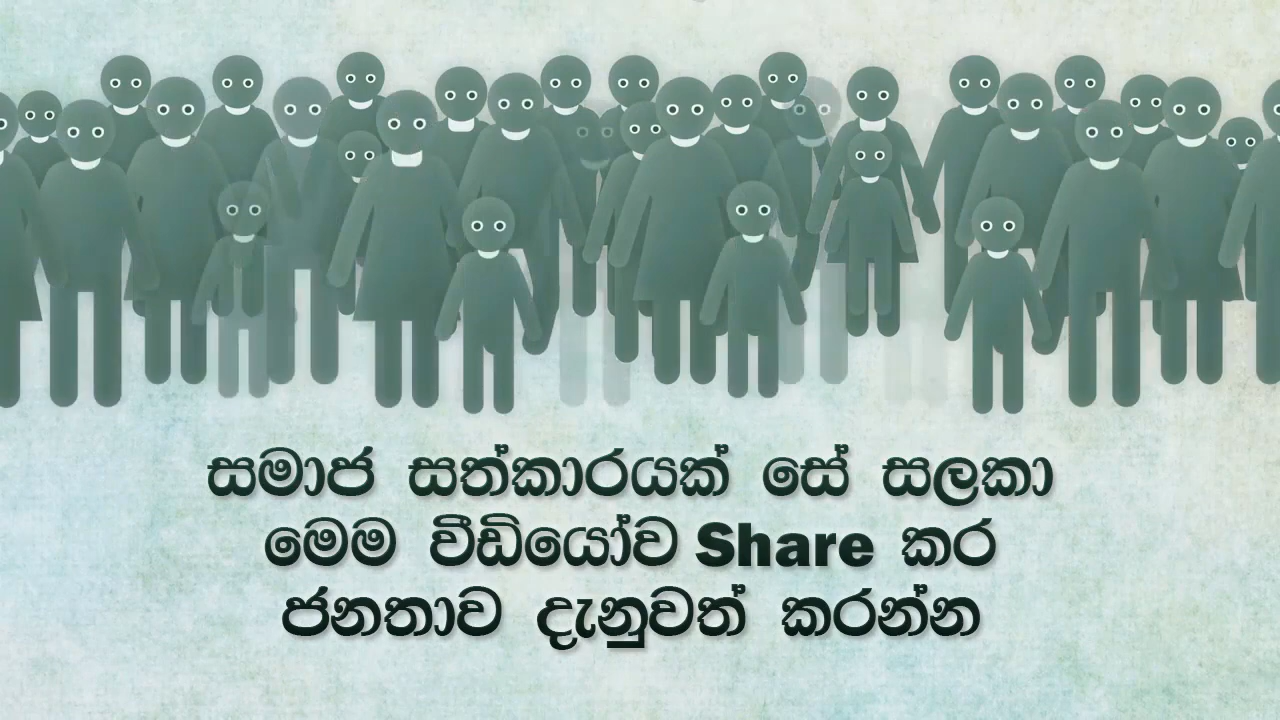 සමාජ සත්කාරයක් සේ සලකා
මෙම වීඩියෝව Share කර
ජනතාව දැනුවත් කරන්න